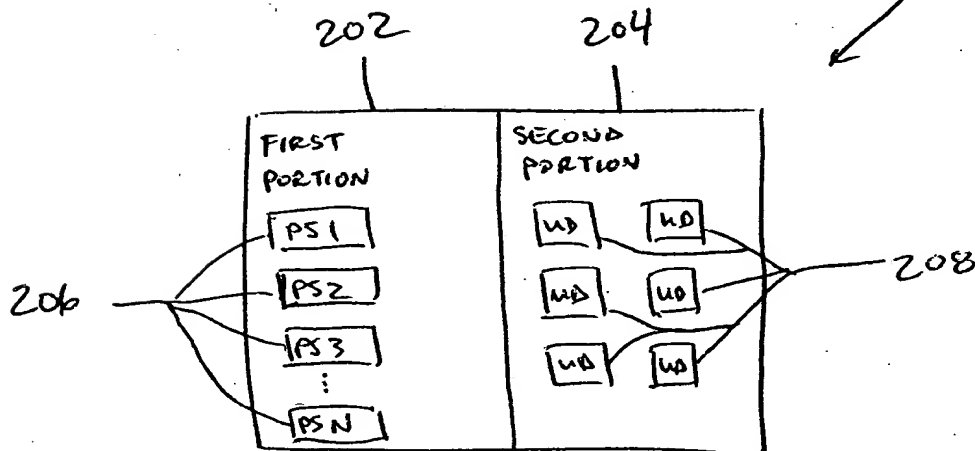 202 204
FIRST PORTION
SECOND PORTION
PS1
PS2
PS3
⋮
PSN
UD UD
UD UD
UD UD
206
208